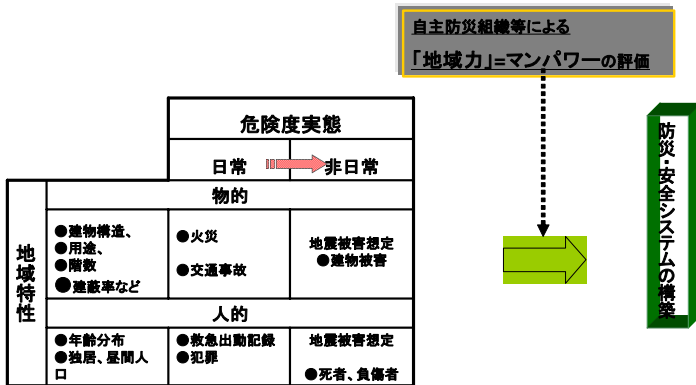 自主防災組織等による
「地域力」=マンパワーの評価
危険度実態
日常
非日常
物的
地域特性
●建物構造、
●用途、
●階数
●建蔽率など
●火災
●交通事故
地震被害想定
●建物被害
人的
●年齢分布
●独居、昼間人
口
●救急出動記録
●犯罪
地震被害想定
●死者、負傷者
防災・安全システムの構築